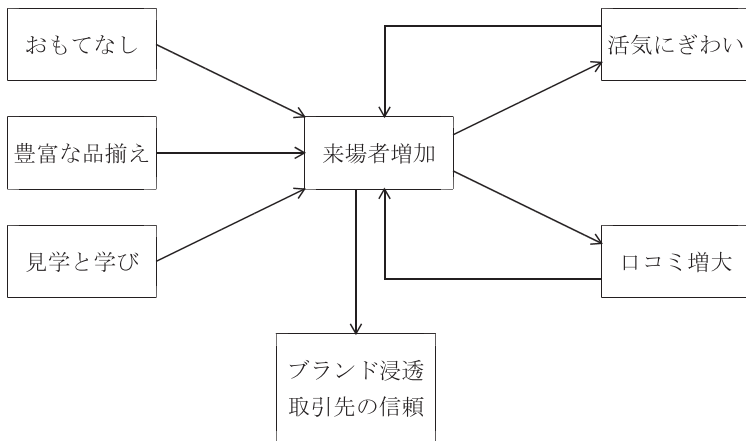 おもてなし
活気にぎわい
豊富な品揃え
来場者増加
見学と学び
口コミ増大
ブランド浸透
取引先の信頼